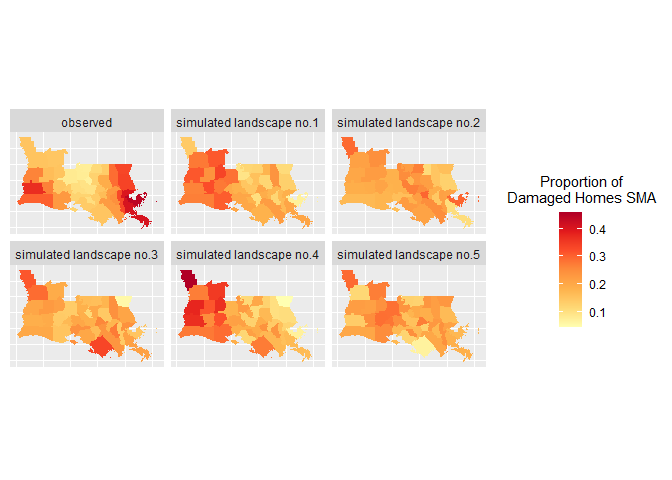 observed
simulated landscape no.1
simulated landscape no.2
simulated landscape no.3
simulated landscape no.4
simulated landscape no.5
Proportion of
Damaged Homes SMA
0.4
0.3
0.2
0.1